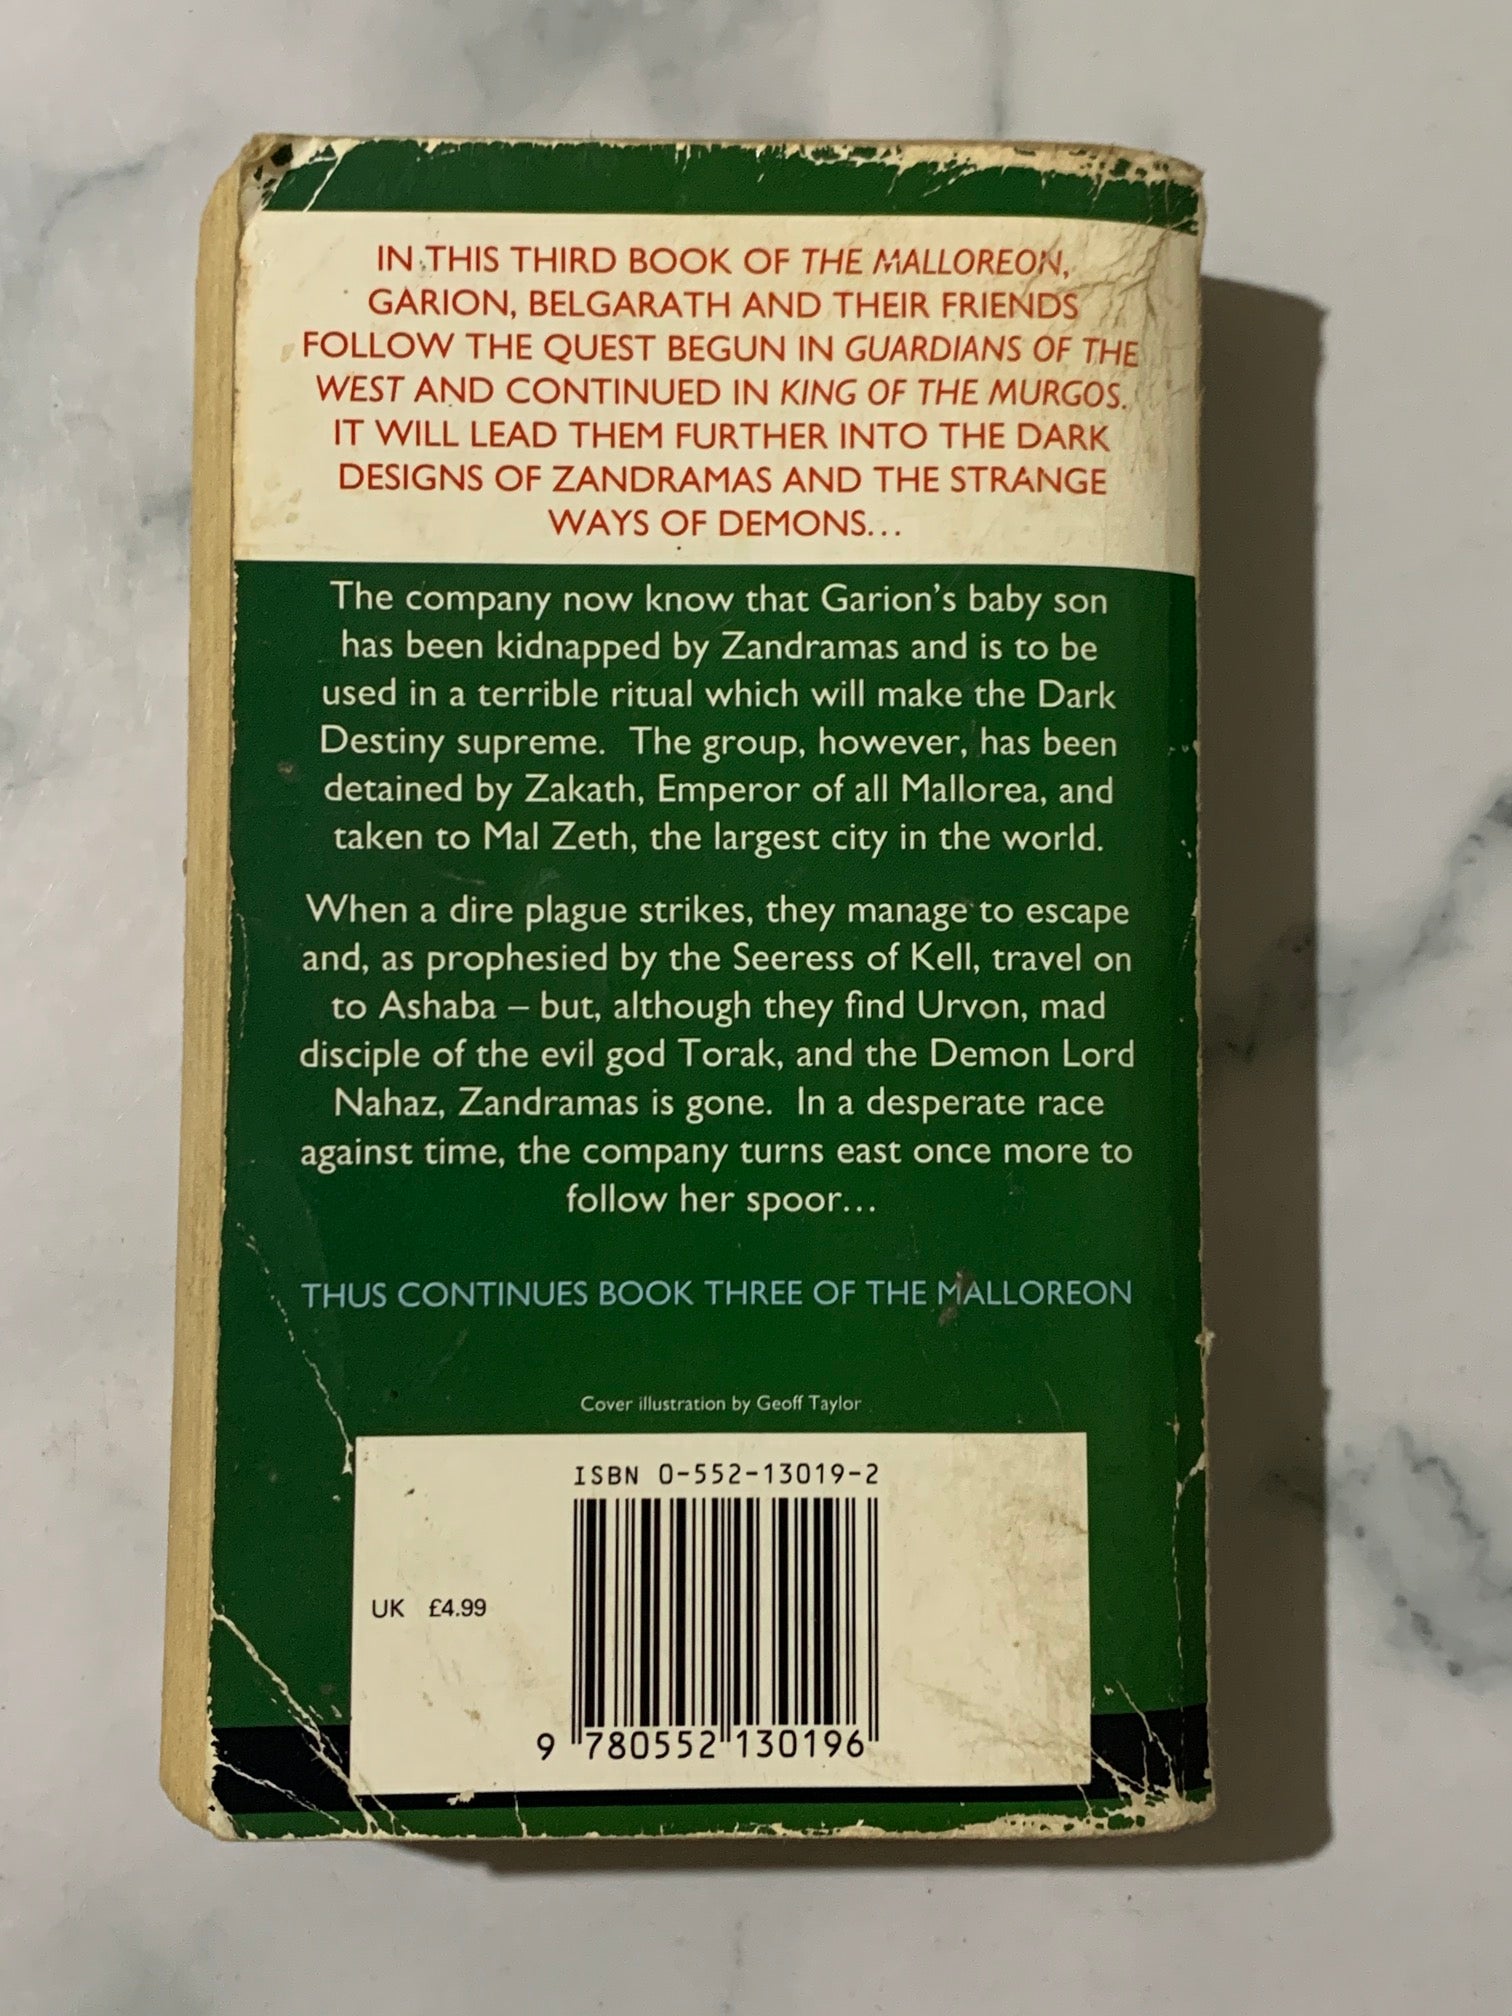 IN THIS THIRD BOOK OF THE MALLOREON,
GARION, BELGARATH AND THEIR FRIENDS
FOLLOW THE QUEST BEGUN IN GUARDIANS OF THE
WEST AND CONTINUED IN KING OF THE MURGOS.
IT WILL LEAD THEM FURTHER INTO THE DARK
DESIGNS OF ZANDRAMAS AND THE STRANGE
WAYS OF DEMONS...
The company now know that Garion's baby son
has been kidnapped by Zandramas and is to be
used in a terrible ritual which will make the Dark
Destiny supreme. The group, however, has been
detained by Zakath, Emperor of all Mallorea, and
taken to Mal Zeth, the largest city in the world.
When a dire plague strikes, they manage to escape
and, as prophesied by the Seeress of Kell, travel on
to Ashaba – but, although they find Urvon, mad
disciple of the evil god Torak, and the Demon Lord
Nahaz, Zandramas is gone. In a desperate race
against time, the company turns east once more to
follow her spoor...
THUS CONTINUES BOOK THREE OF THE MALLOREON
Cover illustration by Geoff Taylor
ISBN 0-552-13019-2
UK £4.99
9 780552 130196